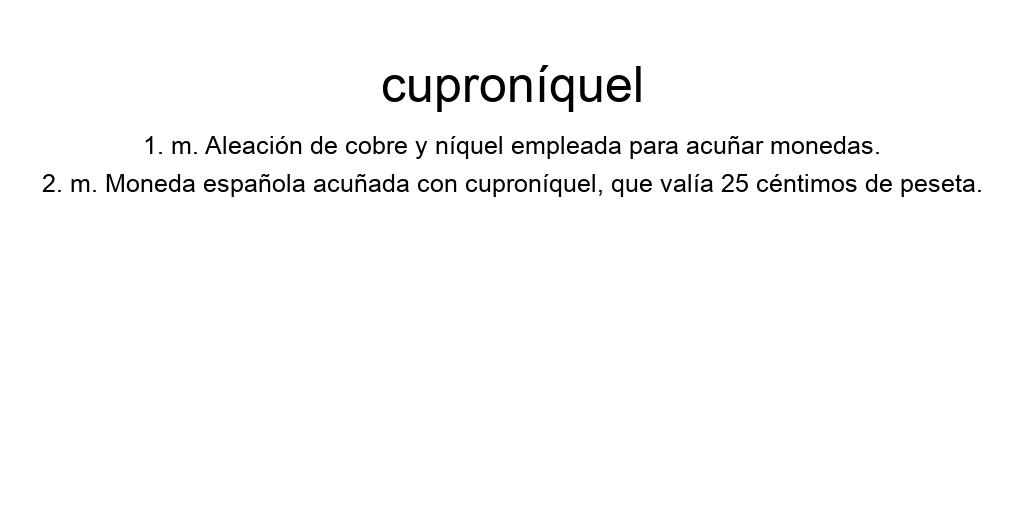 cuproníquel
1. m. Aleación de cobre y níquel empleada para acuñar monedas.
2. m. Moneda española acuñada con cuproníquel, que valía 25 céntimos de peseta.